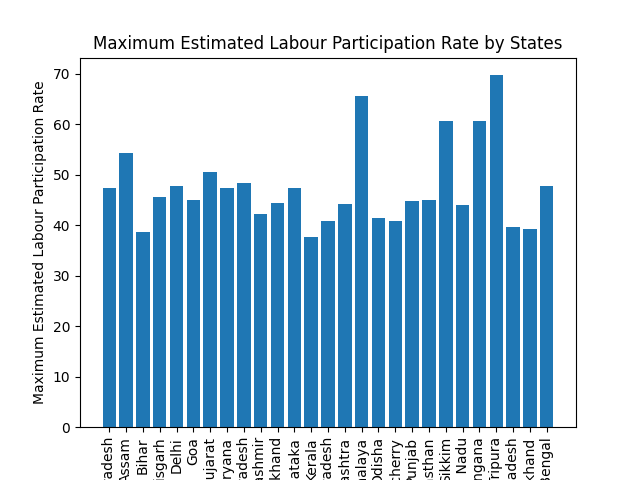 Maximum Estimated Labour Participation Rate by States
Maximum Estimated Labour Participation Rate
70
60
50
40
30
20
10
0
adesh
Assam
Bihar
isgarh
Delhi
Goa
ujarat
ryana
adesh
ashmir
khand
ataka
Kerala
adesh
ashtra
alaya
Odisha
cherry
Punjab
asthan
Sikkim
Nadu
ngana
Tripura
adesh
khand
Bengal